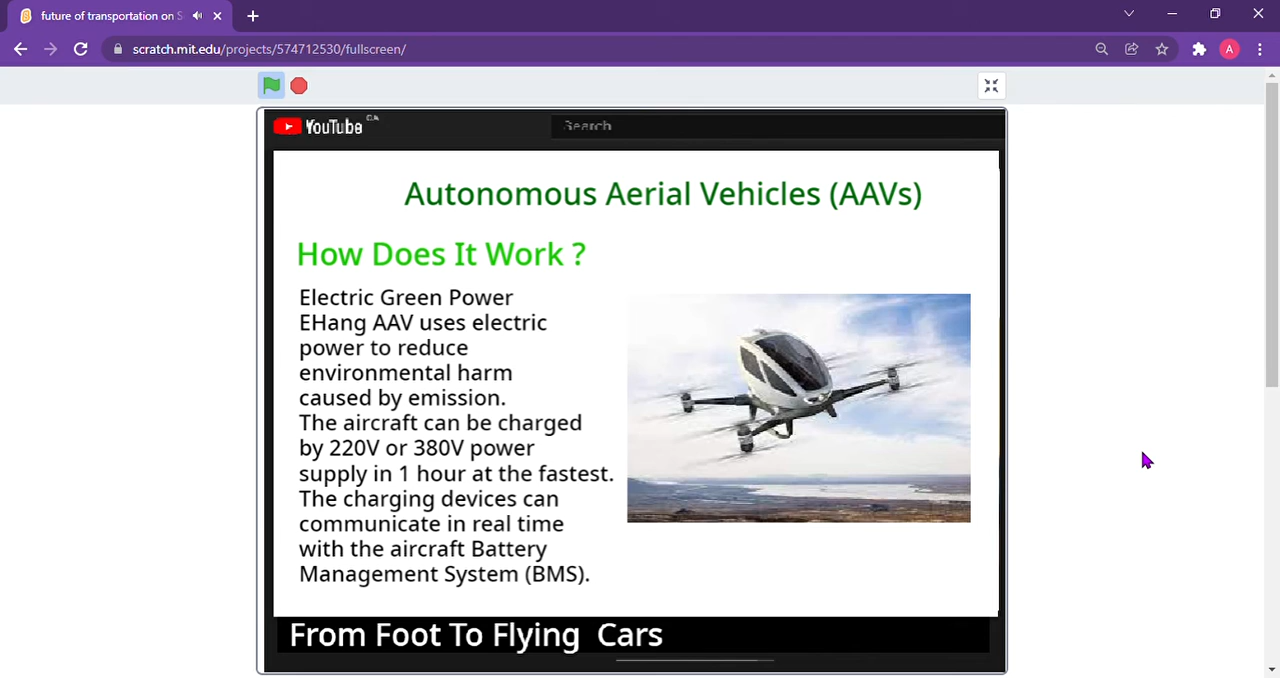 future of transportation on S
scratch.mit.edu/projects/574712530/fullscreen/
A
YouTube CA
Search
Autonomous Aerial Vehicles (AAVs)
How Does It Work ?
Electric Green Power
EHang AAV uses electric
power to reduce
environmental harm
caused by emission.
The aircraft can be charged
by 220V or 380V power
supply in 1 hour at the fastest.
The charging devices can
communicate in real time
with the aircraft Battery
Management System (BMS).
From Foot To Flying Cars